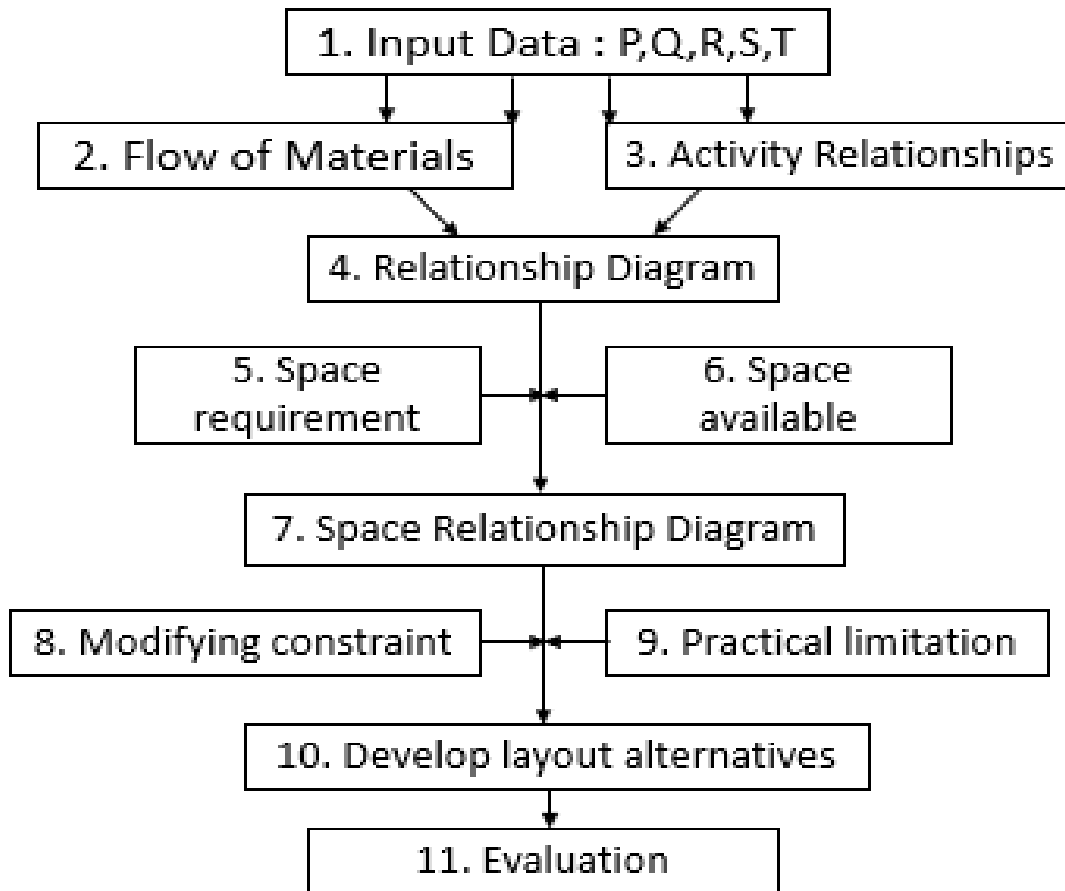 1. Input Data : P,Q,R,S,T
2. Flow of Materials
3. Activity Relationships
4. Relationship Diagram
5. Space
requirement
6. Space
available
7. Space Relationship Diagram
8. Modifying constraint
9. Practical limitation
10. Develop layout alternatives
11. Evaluation